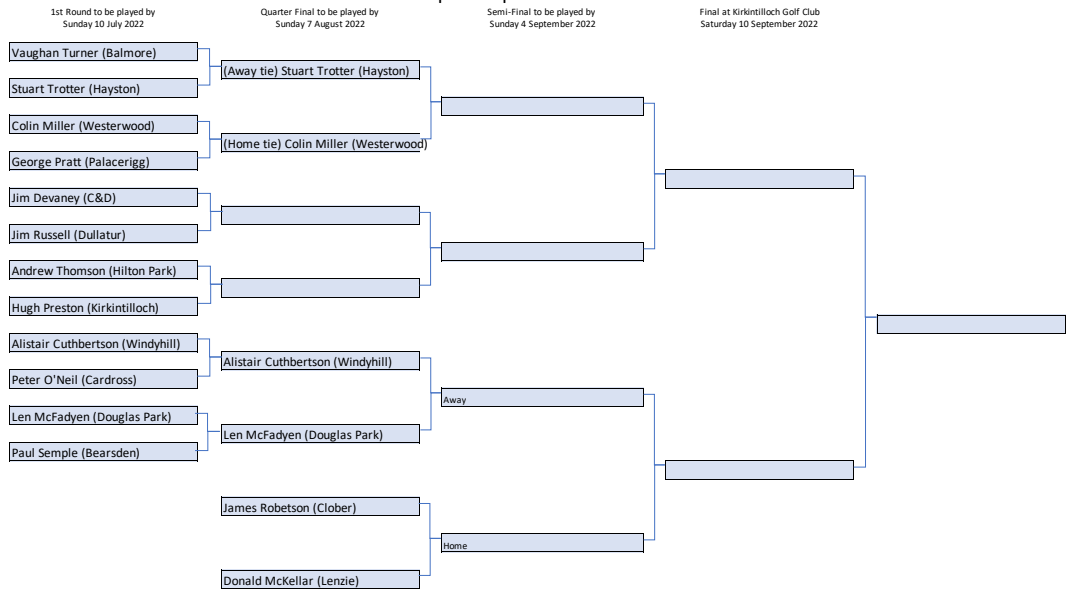 1st Round to be played by
Sunday 10 July 2022
Quarter Final to be played by
Sunday 7 August 2022
Semi-Final to be played by
Sunday 4 September 2022
Final at Kirkintilloch Golf Club
Saturday 10 September 2022
Vaughan Turner (Balmore)
Stuart Trotter (Hayston)
Colin Miller (Westerwood)
George Pratt (Palacerigg)
Jim Devaney (C&D)
Jim Russell (Dullatur)
Andrew Thomson (Hilton Park)
Hugh Preston (Kirkintilloch)
Alistair Cuthbertson (Windyhill)
Peter O'Neil (Cardross)
Len McFadyen (Douglas Park)
Paul Semple (Bearsden)
(Away tie) Stuart Trotter (Hayston)
(Home tie) Colin Miller (Westerwood)
Alistair Cuthbertson (Windyhill)
Len McFadyen (Douglas Park)
James Robetson (Clober)
Donald McKellar (Lenzie)
Away
Home